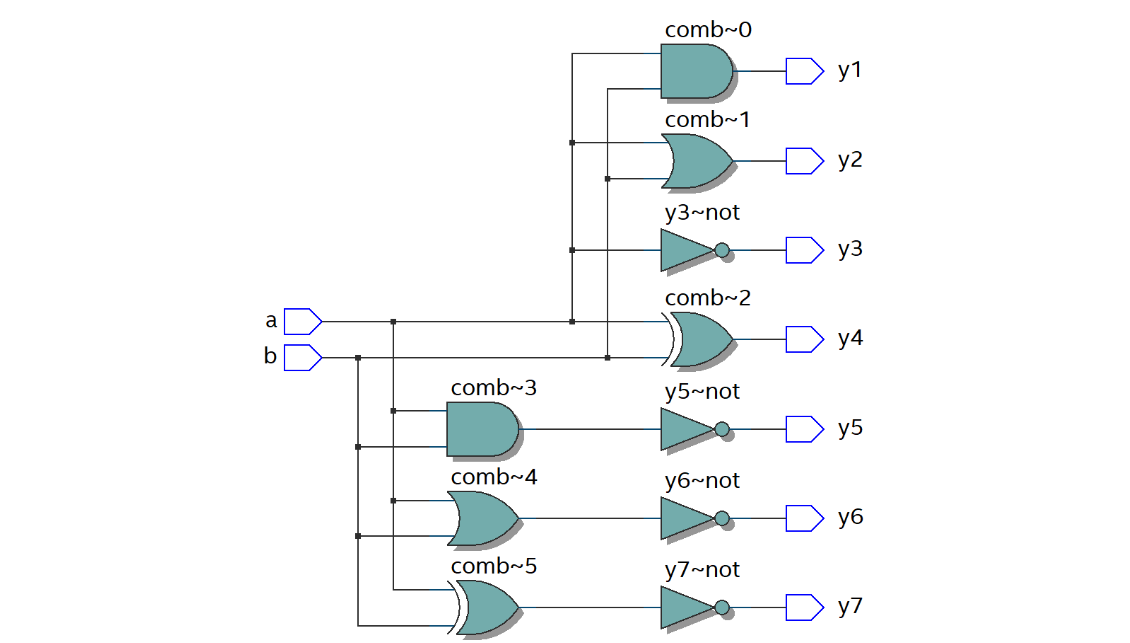 comb~0
y1
comb~1
y2
y3~not
y3
comb~2
a
y4
b
comb~3
y5~not
y5
comb~4
y6~not
y6
comb~5
y7~not
y7